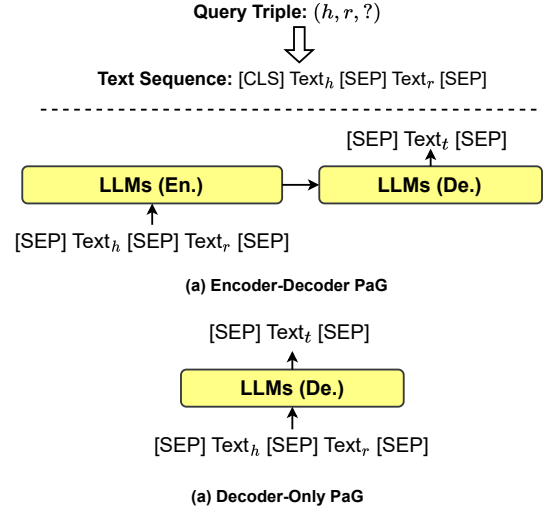 Query Triple: (h, r, ?)
Text Sequence: [CLS] Text_h [SEP] Text_r [SEP]
[SEP] Text_t [SEP]
LLMs (En.) LLMs (De.)
[SEP] Text_h [SEP] Text_r [SEP]
(a) Encoder-Decoder PaG
[SEP] Text_t [SEP]
LLMs (De.)
[SEP] Text_h [SEP] Text_r [SEP]
(a) Decoder-Only PaG